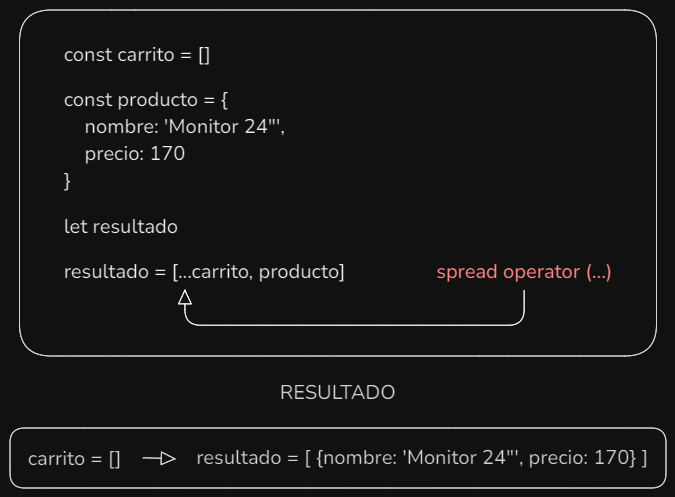 const carrito = []
const producto = {
nombre: 'Monitor 24"',
precio: 170
}
let resultado
resultado = [...carrito, producto]
spread operator (...)
RESULTADO
carrito = []
resultado = [ {nombre: 'Monitor 24"', precio: 170} ]